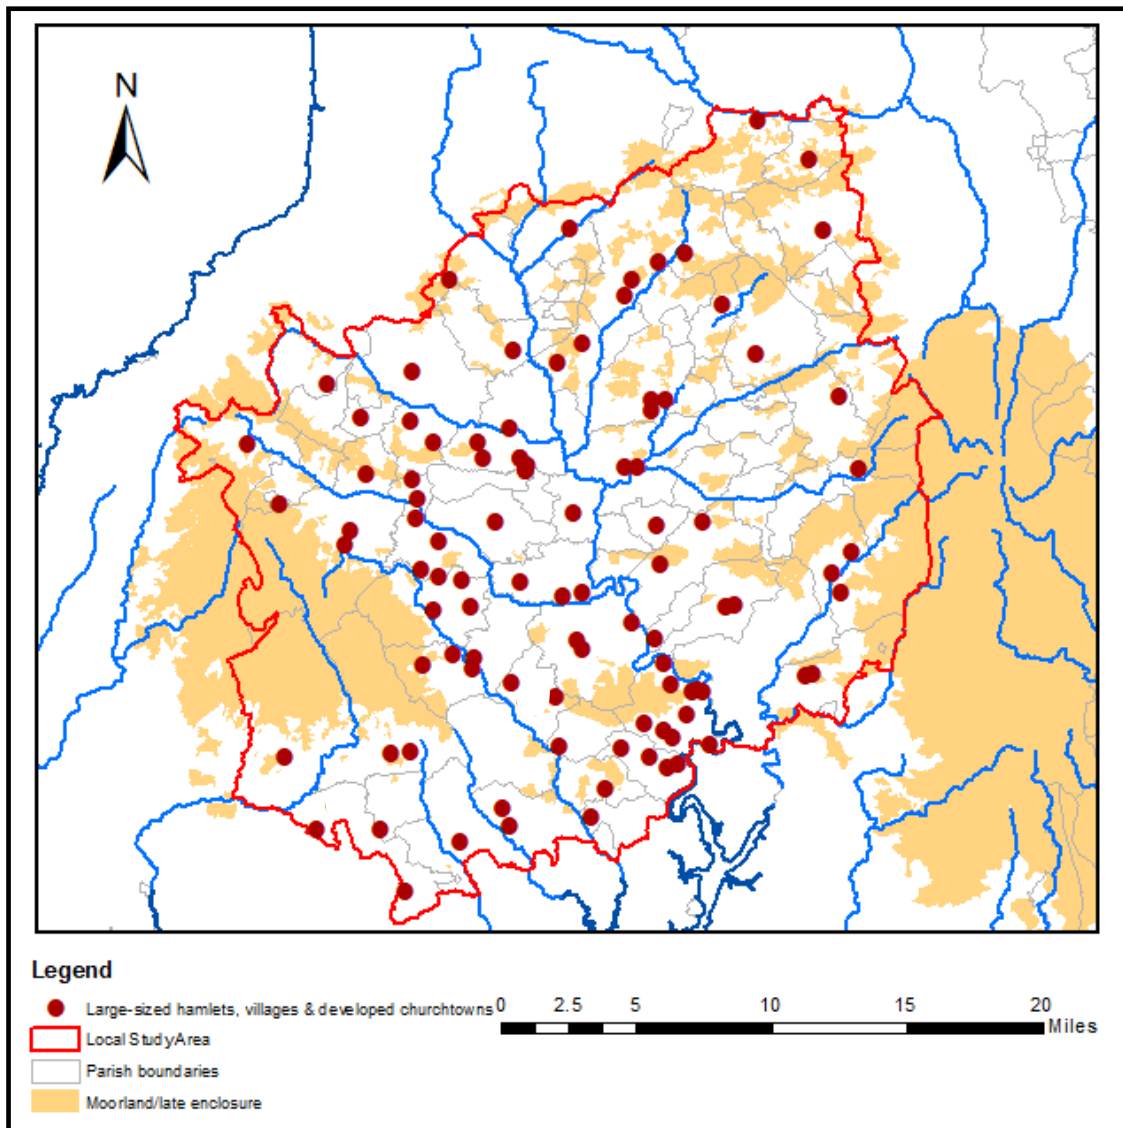 N
Legend
Large-sized hamlets, villages & developed churchtowns
Local Study Area
Parish boundaries
Moorland/late enclosure
0 2.5 5 10 15 20
Miles